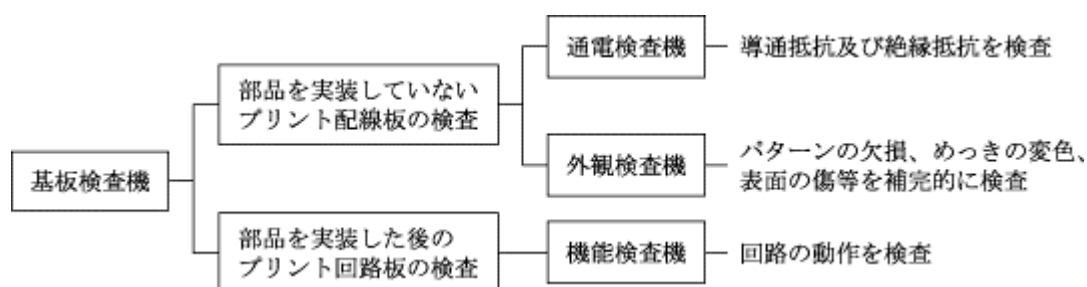 通電検査機
導通抵抗及び絶縁抵抗を検査
部品を実装していない
プリント配線板の検査
外観検査機
パターンの欠損、めっきの変色、
表面の傷等を補完的に検査
基板検査機
部品を実装した後の
プリント回路板の検査
機能検査機
回路の動作を検査